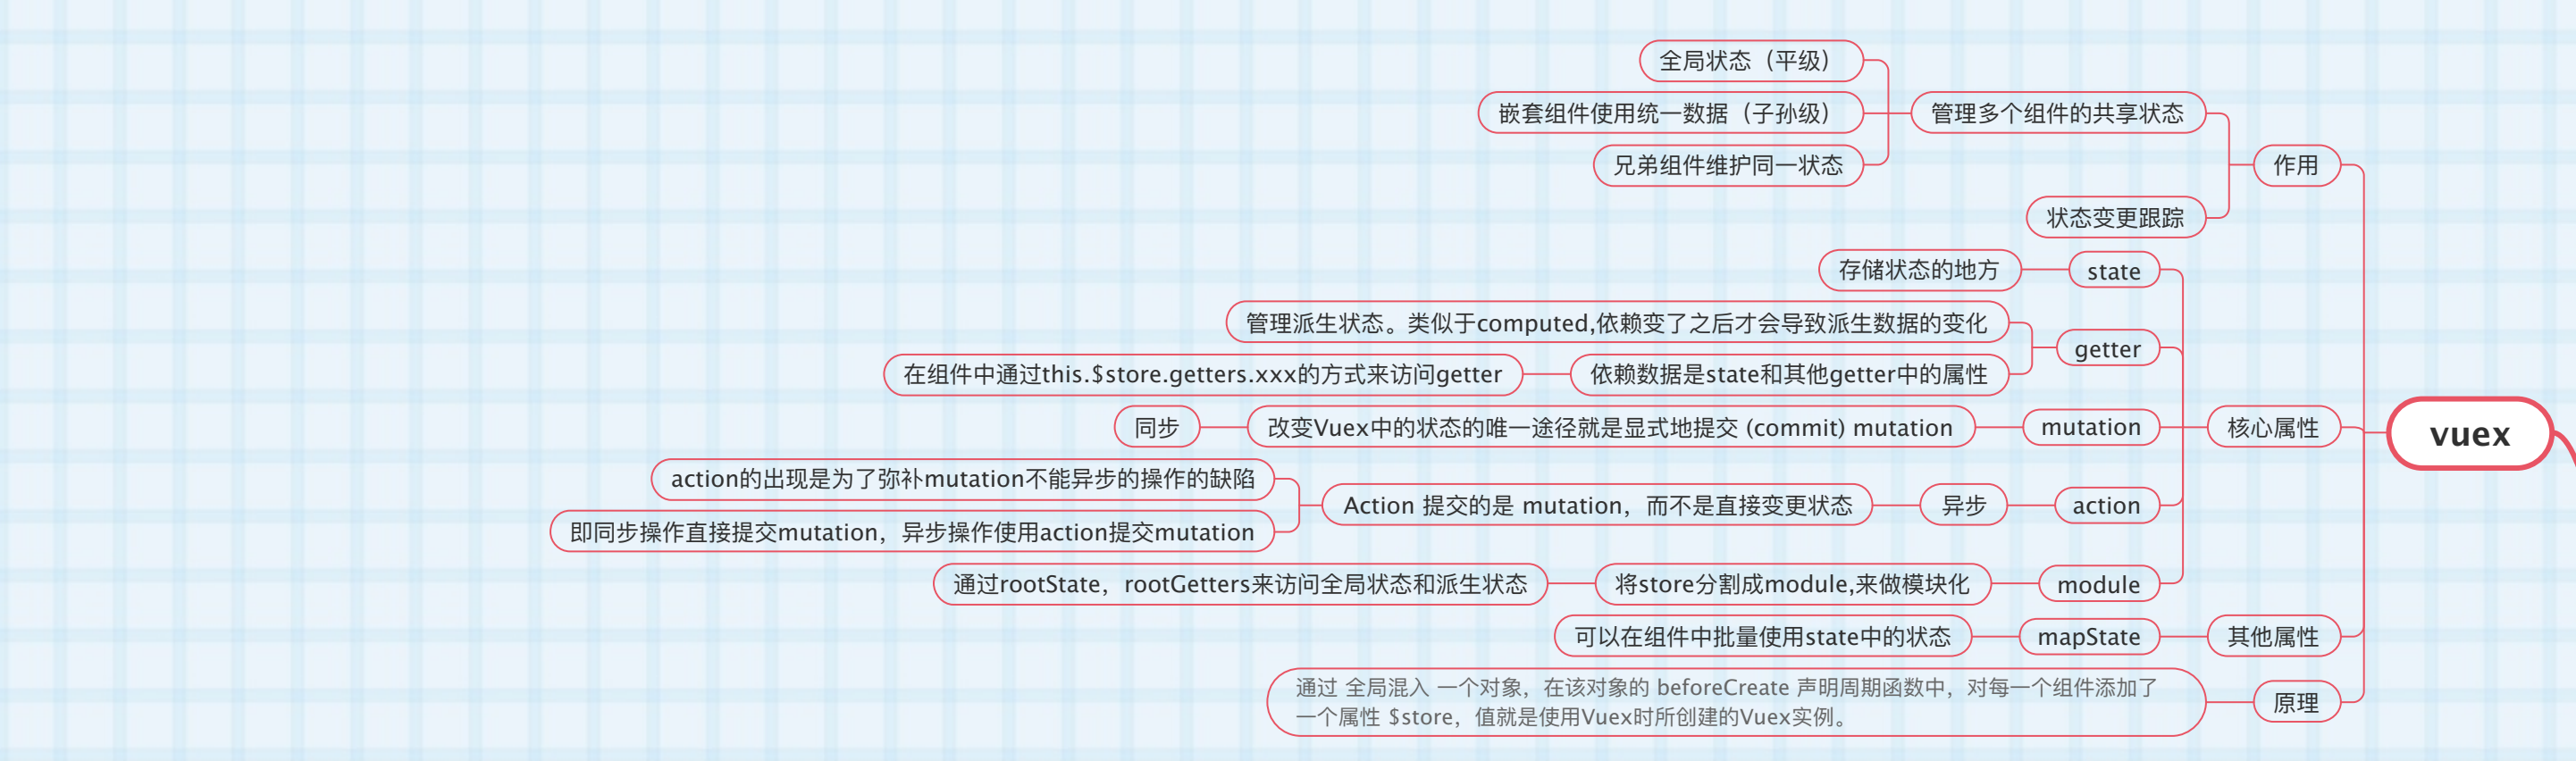 vuex
作用
管理多个组件的共享状态
全局状态（平级）
嵌套组件使用统一数据（子孙级）
兄弟组件维护同一状态
状态变更跟踪
核心属性
state
存储状态的地方
getter
管理派生状态。类似于computed,依赖变了之后才会导致派生数据的变化
依赖数据是state和其他getter中的属性
在组件中通过this.$store.getters.xxx的方式来访问getter
mutation
改变Vuex中的状态的唯一途径就是显式地提交 (commit) mutation
同步
action
异步
Action 提交的是 mutation，而不是直接变更状态
action的出现是为了弥补mutation不能异步的操作的缺陷
即同步操作直接提交mutation，异步操作使用action提交mutation
module
将store分割成module,来做模块化
通过rootState，rootGetters来访问全局状态和派生状态
其他属性
mapState
可以在组件中批量使用state中的状态
原理
通过 全局混入 一个对象，在该对象的 beforeCreate 声明周期函数中，对每一个组件添加了
一个属性 $store，值就是使用Vuex时所创建的Vuex实例。